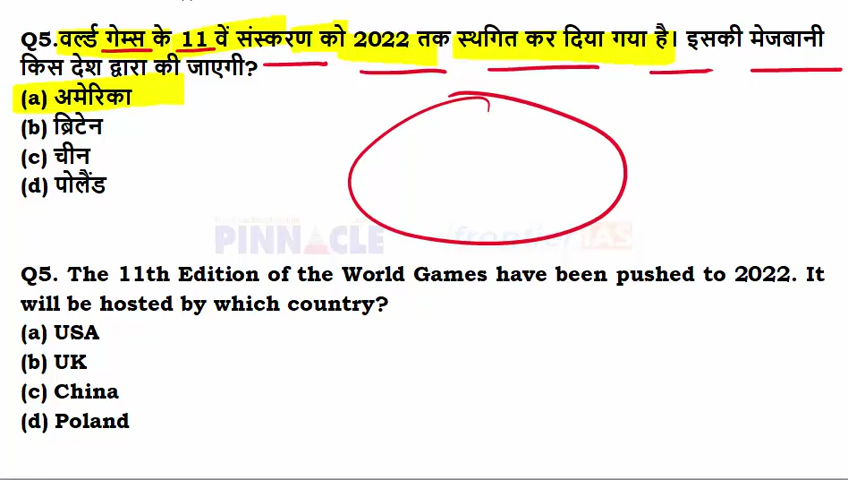 Q5.वर्ल्ड गेम्स के 11 वें संस्करण को 2022 तक स्थगित कर दिया गया है। इसकी मेजबानी
किस देश द्वारा की जाएगी?
(a) अमेरिका
(b) ब्रिटेन
(c) चीन
(d) पोलैंड
PINNACLE frontier IAS
Q5. The 11th Edition of the World Games have been pushed to 2022. It
will be hosted by which country?
(a) USA
(b) UK
(c) China
(d) Poland